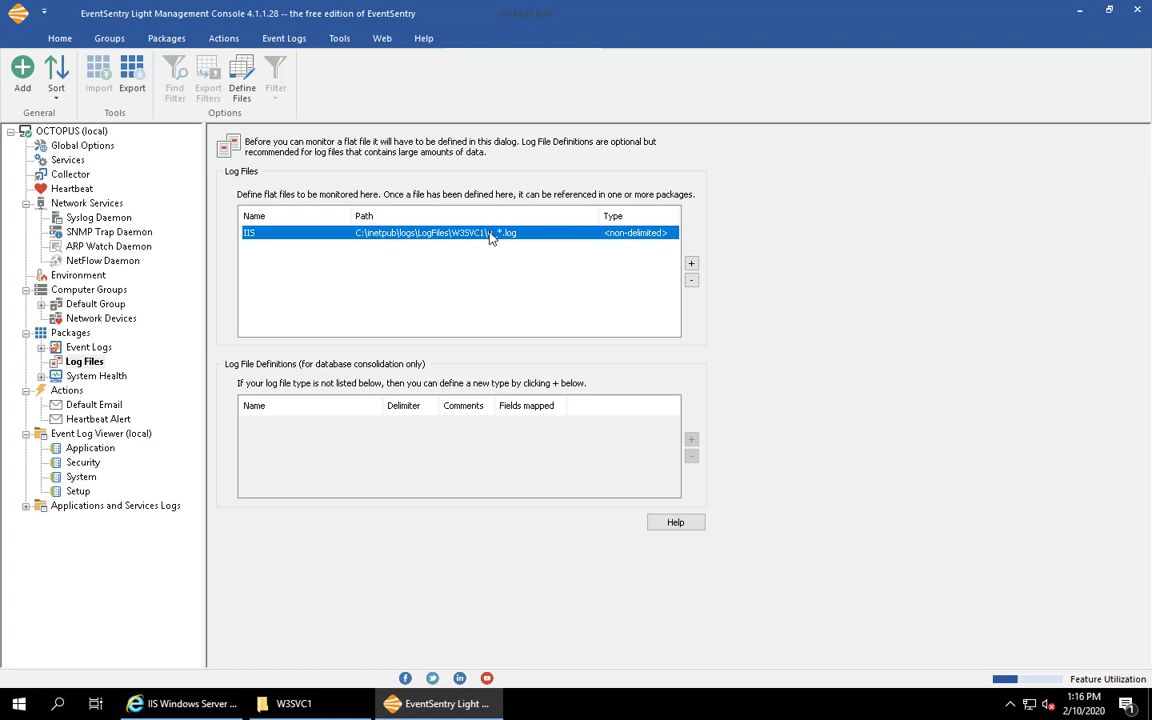 EventSentry Light Management Console 4.1.1.28 -- the free edition of EventSentry
Home Groups Packages Actions Event Logs Tools Web Help
Add Sort Import Export Find Filter Export Filters Define Files Filter
General Tools Options
OCTOPUS (local)
Global Options
Services
Collector
Heartbeat
Network Services
Syslog Daemon
SNMP Trap Daemon
ARP Watch Daemon
NetFlow Daemon
Environment
Computer Groups
Default Group
Network Devices
Packages
Event Logs
Log Files
System Health
Actions
Default Email
Heartbeat Alert
Event Log Viewer (local)
Application
Security
System
Setup
Applications and Services Logs
Before you can monitor a flat file it will have to be defined in this dialog. Log File Definitions are optional but
recommended for log files that contains large amounts of data.
Log Files
Define flat files to be monitored here. Once a file has been defined here, it can be referenced in one or more packages.
Name Path Type
IIS C:\inetpub\logs\LogFiles\W3SVC1\u_*.log <non-delimited>
+
-
Log File Definitions (for database consolidation only)
If your log file type is not listed below, then you can define a new type by clicking + below.
Name Delimiter Comments Fields mapped
+
-
Help
Feature Utilization
IIS Windows Server ... W3SVC1 EventSentry Light ... 1:16 PM
2/10/2020
1